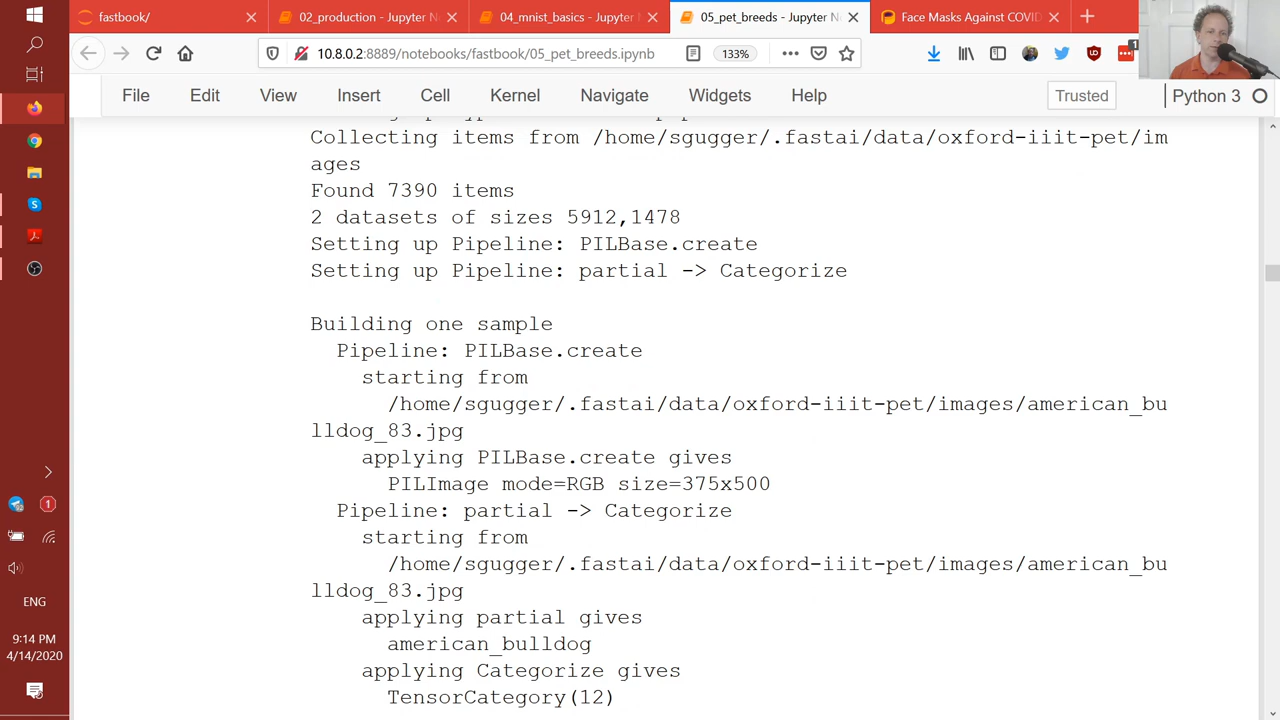 fastbook/
02_production - Jupyter N
04_mnist_basics - Jupyter
05_pet_breeds - Jupyter N
Face Masks Against COVID
10.8.0.2:8889/notebooks/fastbook/05_pet_breeds.ipynb
133%
1
File Edit View Insert Cell Kernel Navigate Widgets Help
Trusted
Python 3
Collecting items from /home/sgugger/.fastai/data/oxford-iiit-pet/im
ages
Found 7390 items
2 datasets of sizes 5912,1478
Setting up Pipeline: PILBase.create
Setting up Pipeline: partial -> Categorize
Building one sample
Pipeline: PILBase.create
starting from
/home/sgugger/.fastai/data/oxford-iiit-pet/images/american_bu
lldog_83.jpg
applying PILBase.create gives
PILImage mode=RGB size=375x500
Pipeline: partial -> Categorize
starting from
/home/sgugger/.fastai/data/oxford-iiit-pet/images/american_bu
lldog_83.jpg
applying partial gives
american_bulldog
applying Categorize gives
TensorCategory(12)
1
ENG
9:14 PM
4/14/2020